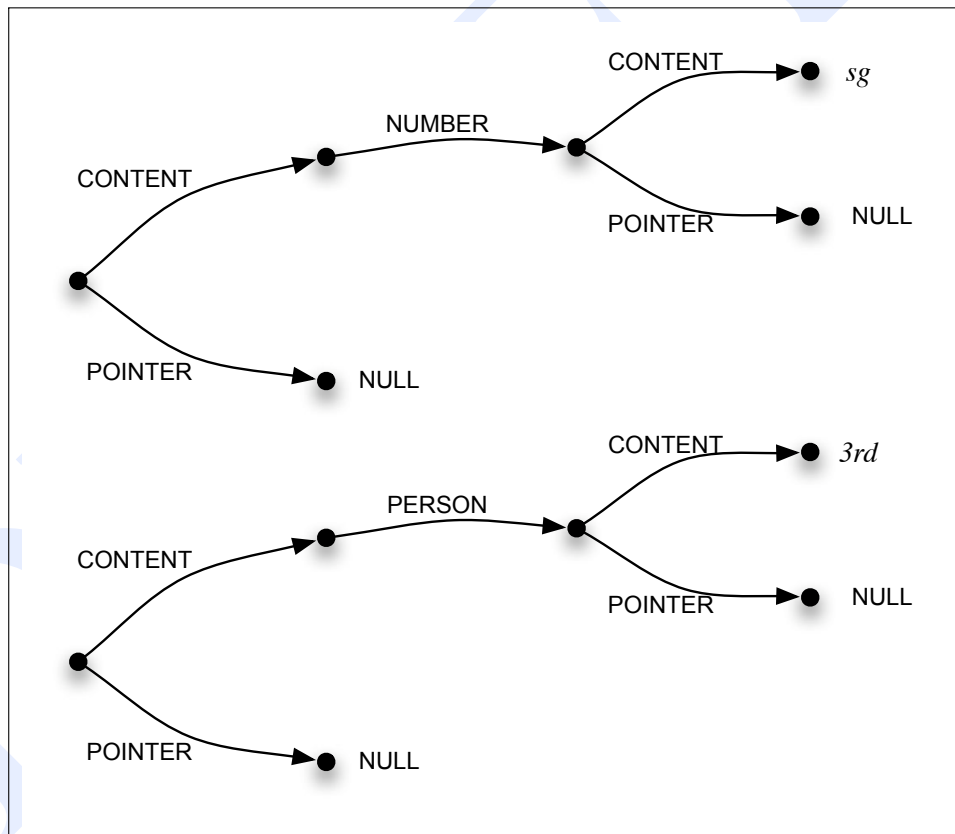 CONTENT
sg
NUMBER
CONTENT
POINTER
NULL
POINTER
NULL
CONTENT
3rd
PERSON
CONTENT
POINTER
NULL
POINTER
NULL